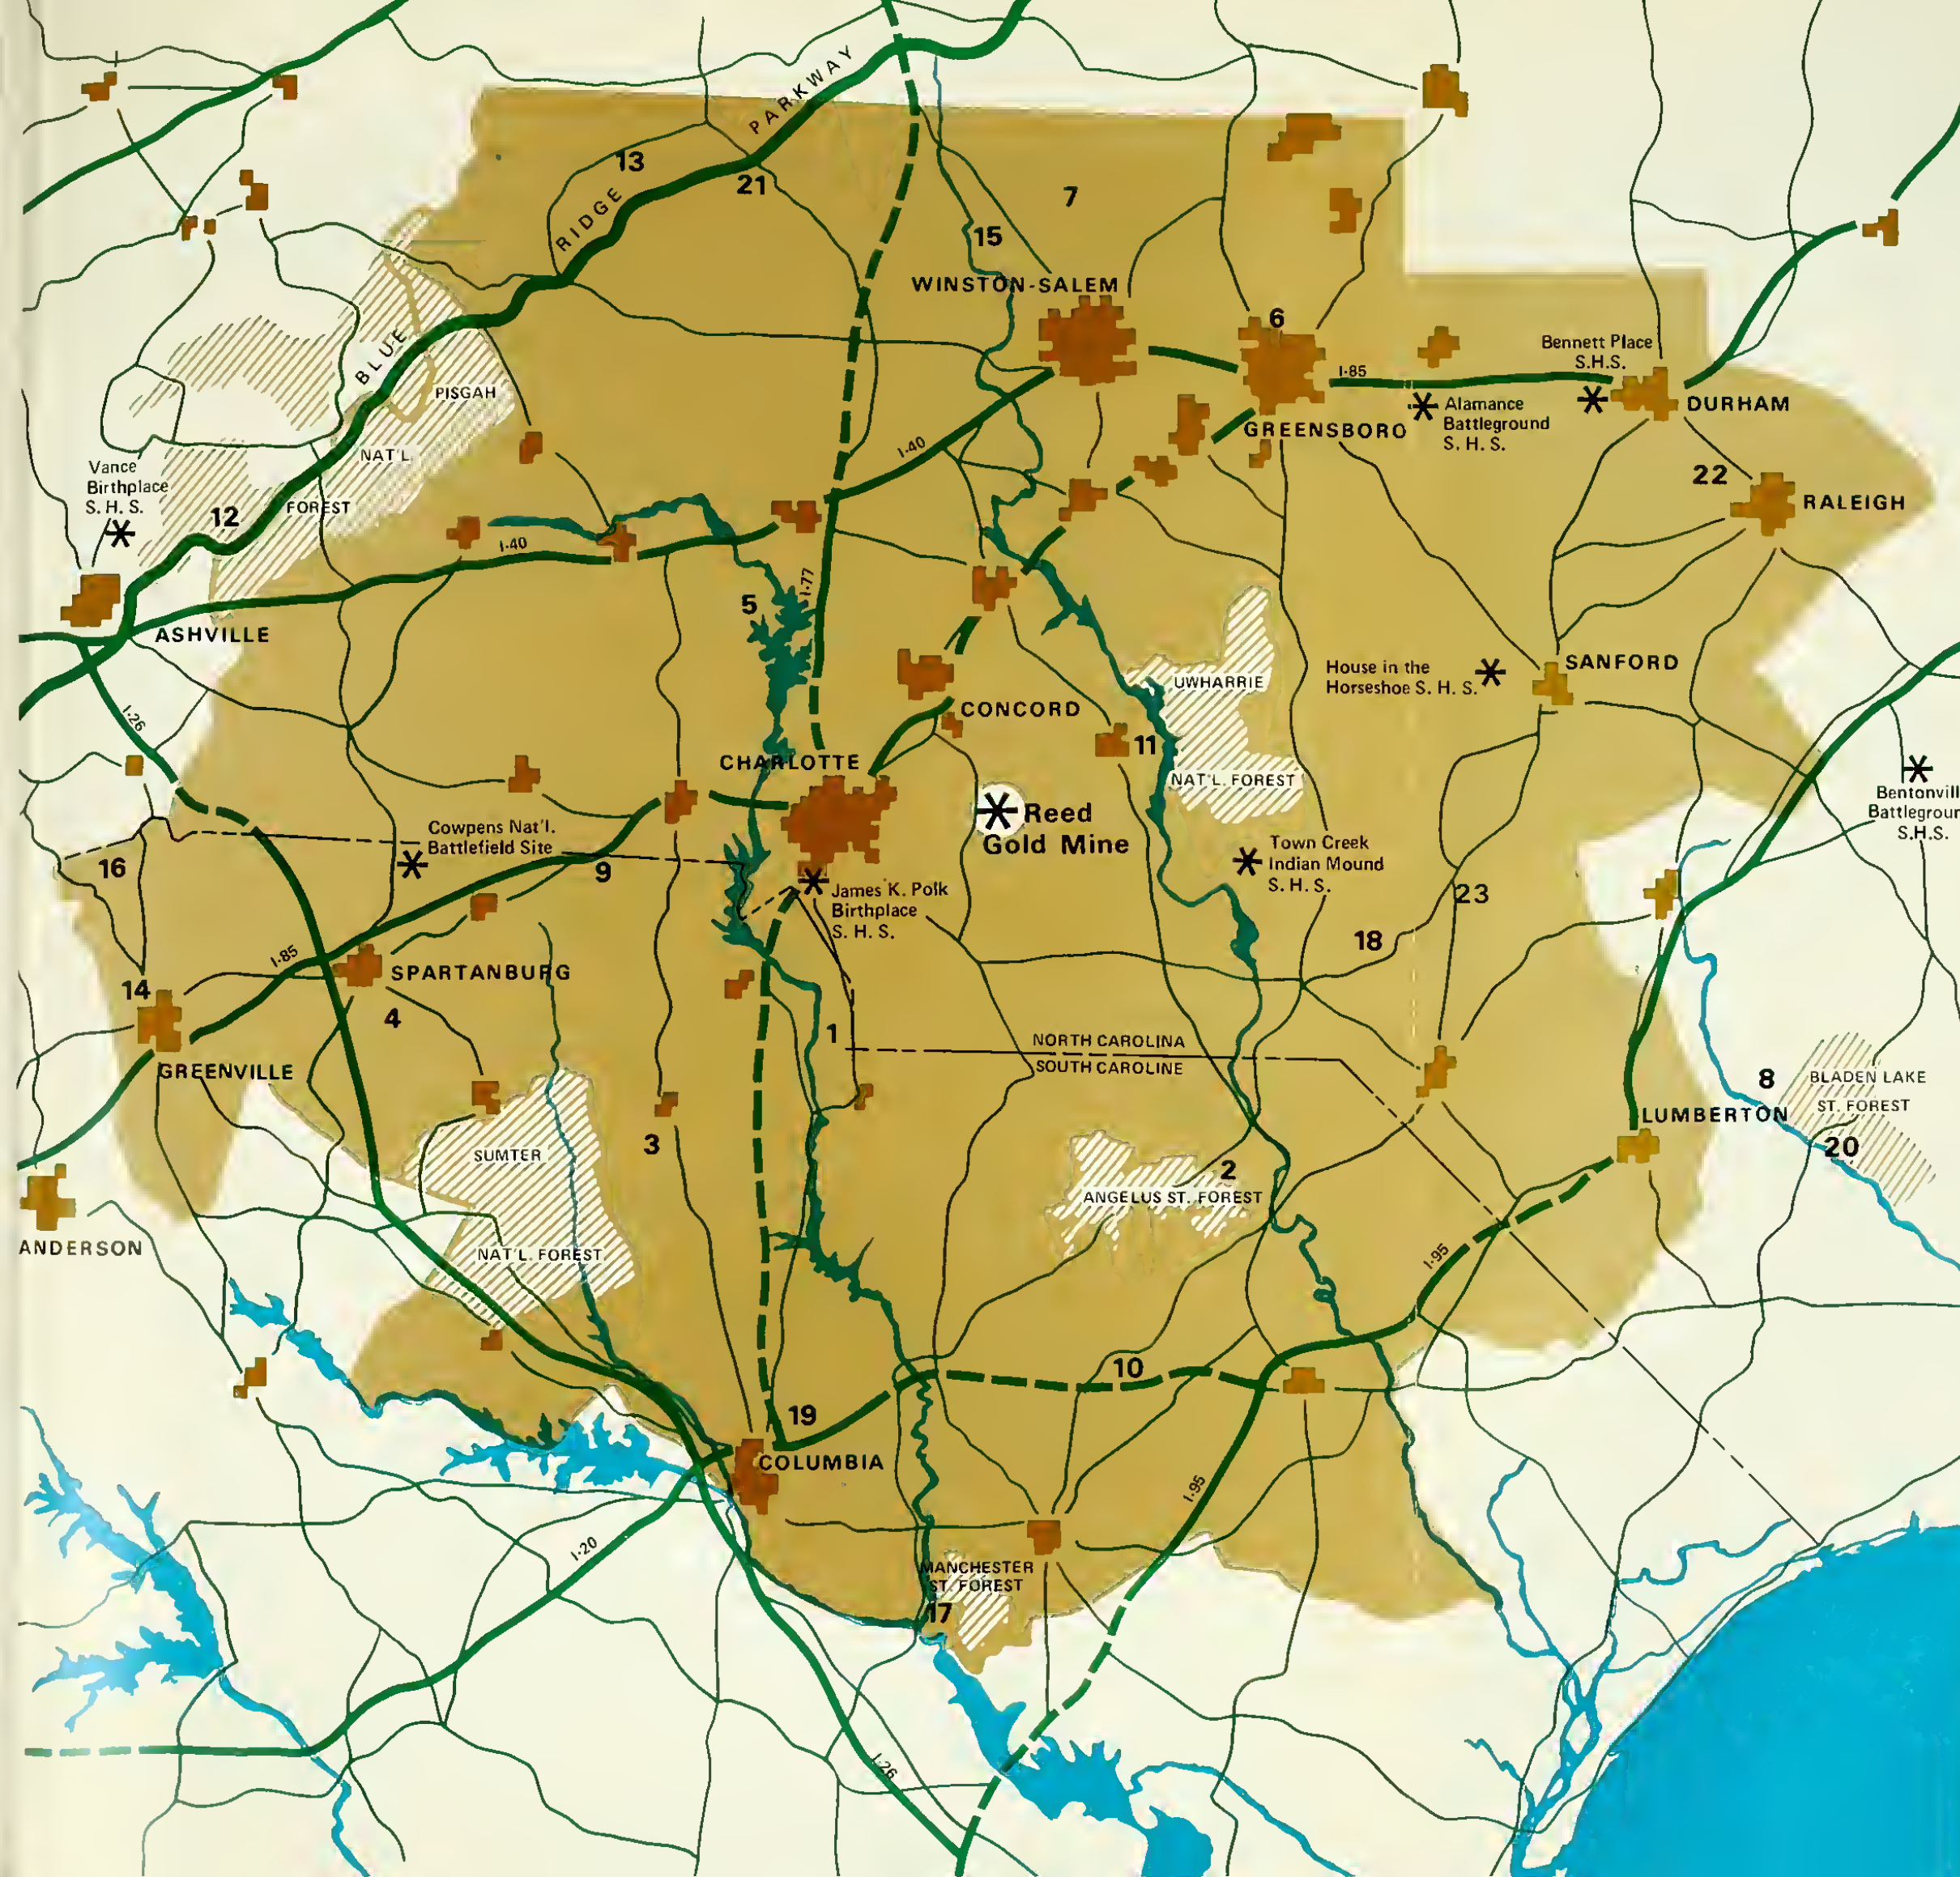 BLUE
RIDGE
PARKWAY
13
21
7
15
WINSTON-SALEM
6
I-85
Bennett Place
S.H.S.
DURHAM
PISGAH
NAT'L.
FOREST
I-40
GREENSBORO
Alamance
Battleground
S. H. S.
Vance
Birthplace
S. H. S.
12
22
RALEIGH
I-40
I-77
5
ASHVILLE
I-26
UWHARRIE
NAT'L. FOREST
House in the
Horseshoe S. H. S.
SANFORD
CONCORD
11
CHARLOTTE
Reed
Gold Mine
Bentonvill
Battlegroun
S.H.S.
Cowpens Nat'l.
Battlefield Site
16
9
James K. Polk
Birthplace
S. H. S.
Town Creek
Indian Mound
S. H. S.
23
18
I-85
SPARTANBURG
14
4
1
NORTH CAROLINA
SOUTH CAROLINE
GREENVILLE
8
BLADEN LAKE
ST. FOREST
20
LUMBERTON
3
SUMTER
NAT'L. FOREST
2
ANGELUS ST. FOREST
ANDERSON
I-95
10
19
COLUMBIA
I-95
I-20
MANCHESTER
ST. FOREST
17
I-26